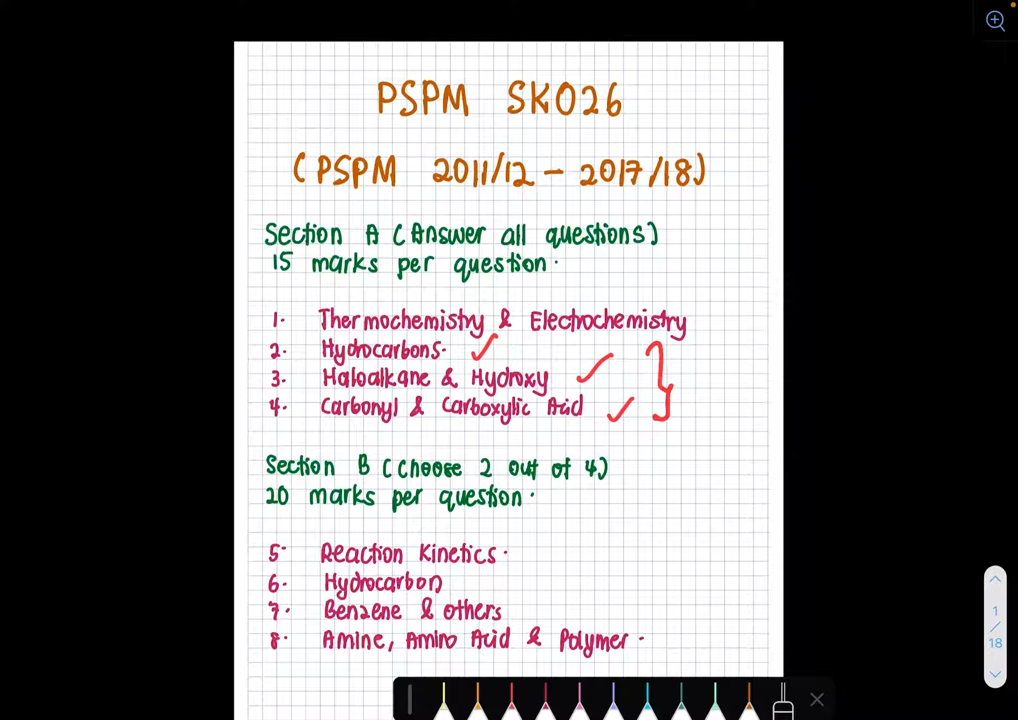 PSPM SK026
(PSPM 2011/12 - 2017/18)
Section A (Answer all questions)
15 marks per question.
1. Thermochemistry & Electrochemistry
2. Hydrocarbons.
3. Haloalkane & Hydroxy
4. Carbonyl & Carboxylic Acid
Section B (Choose 2 out of 4)
20 marks per question.
5. Reaction Kinetics.
6. Hydrocarbon
7. Benzene & others
8. Amine, Amino Acid & Polymer.
1
/
18